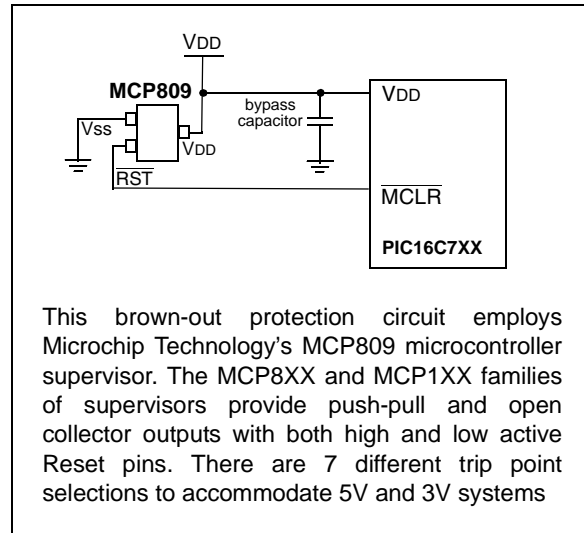 VDD
MCP809
VDD
bypass
capacitor
Vss
VDD
RST
MCLR
PIC16C7XX
This brown-out protection circuit employs
Microchip Technology's MCP809 microcontroller
supervisor. The MCP8XX and MCP1XX families
of supervisors provide push-pull and open
collector outputs with both high and low active
Reset pins. There are 7 different trip point
selections to accommodate 5V and 3V systems